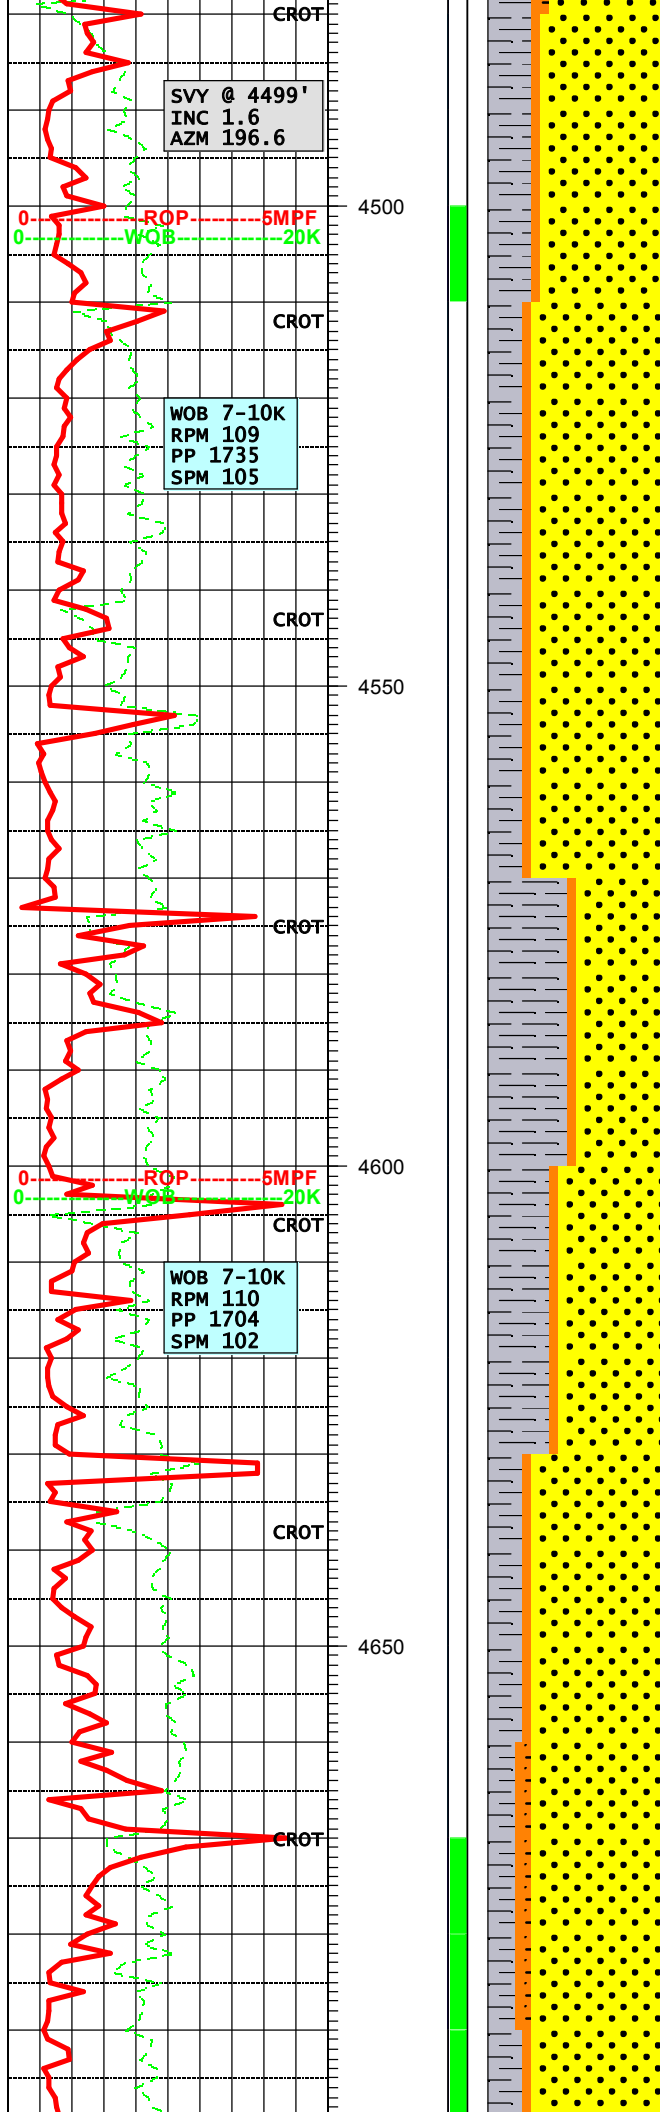 CROT
SVY @ 4499'
INC 1.6
AZM 196.6
4500
0 ROP 5MPF
0 WOB 20K
CROT
WOB 7-10K
RPM 109
PP 1735
SPM 105
CROT
4550
CROT
4600
0 ROP 5MPF
0 WOB 20K
CROT
WOB 7-10K
RPM 110
PP 1704
SPM 102
CROT
4650
CROT